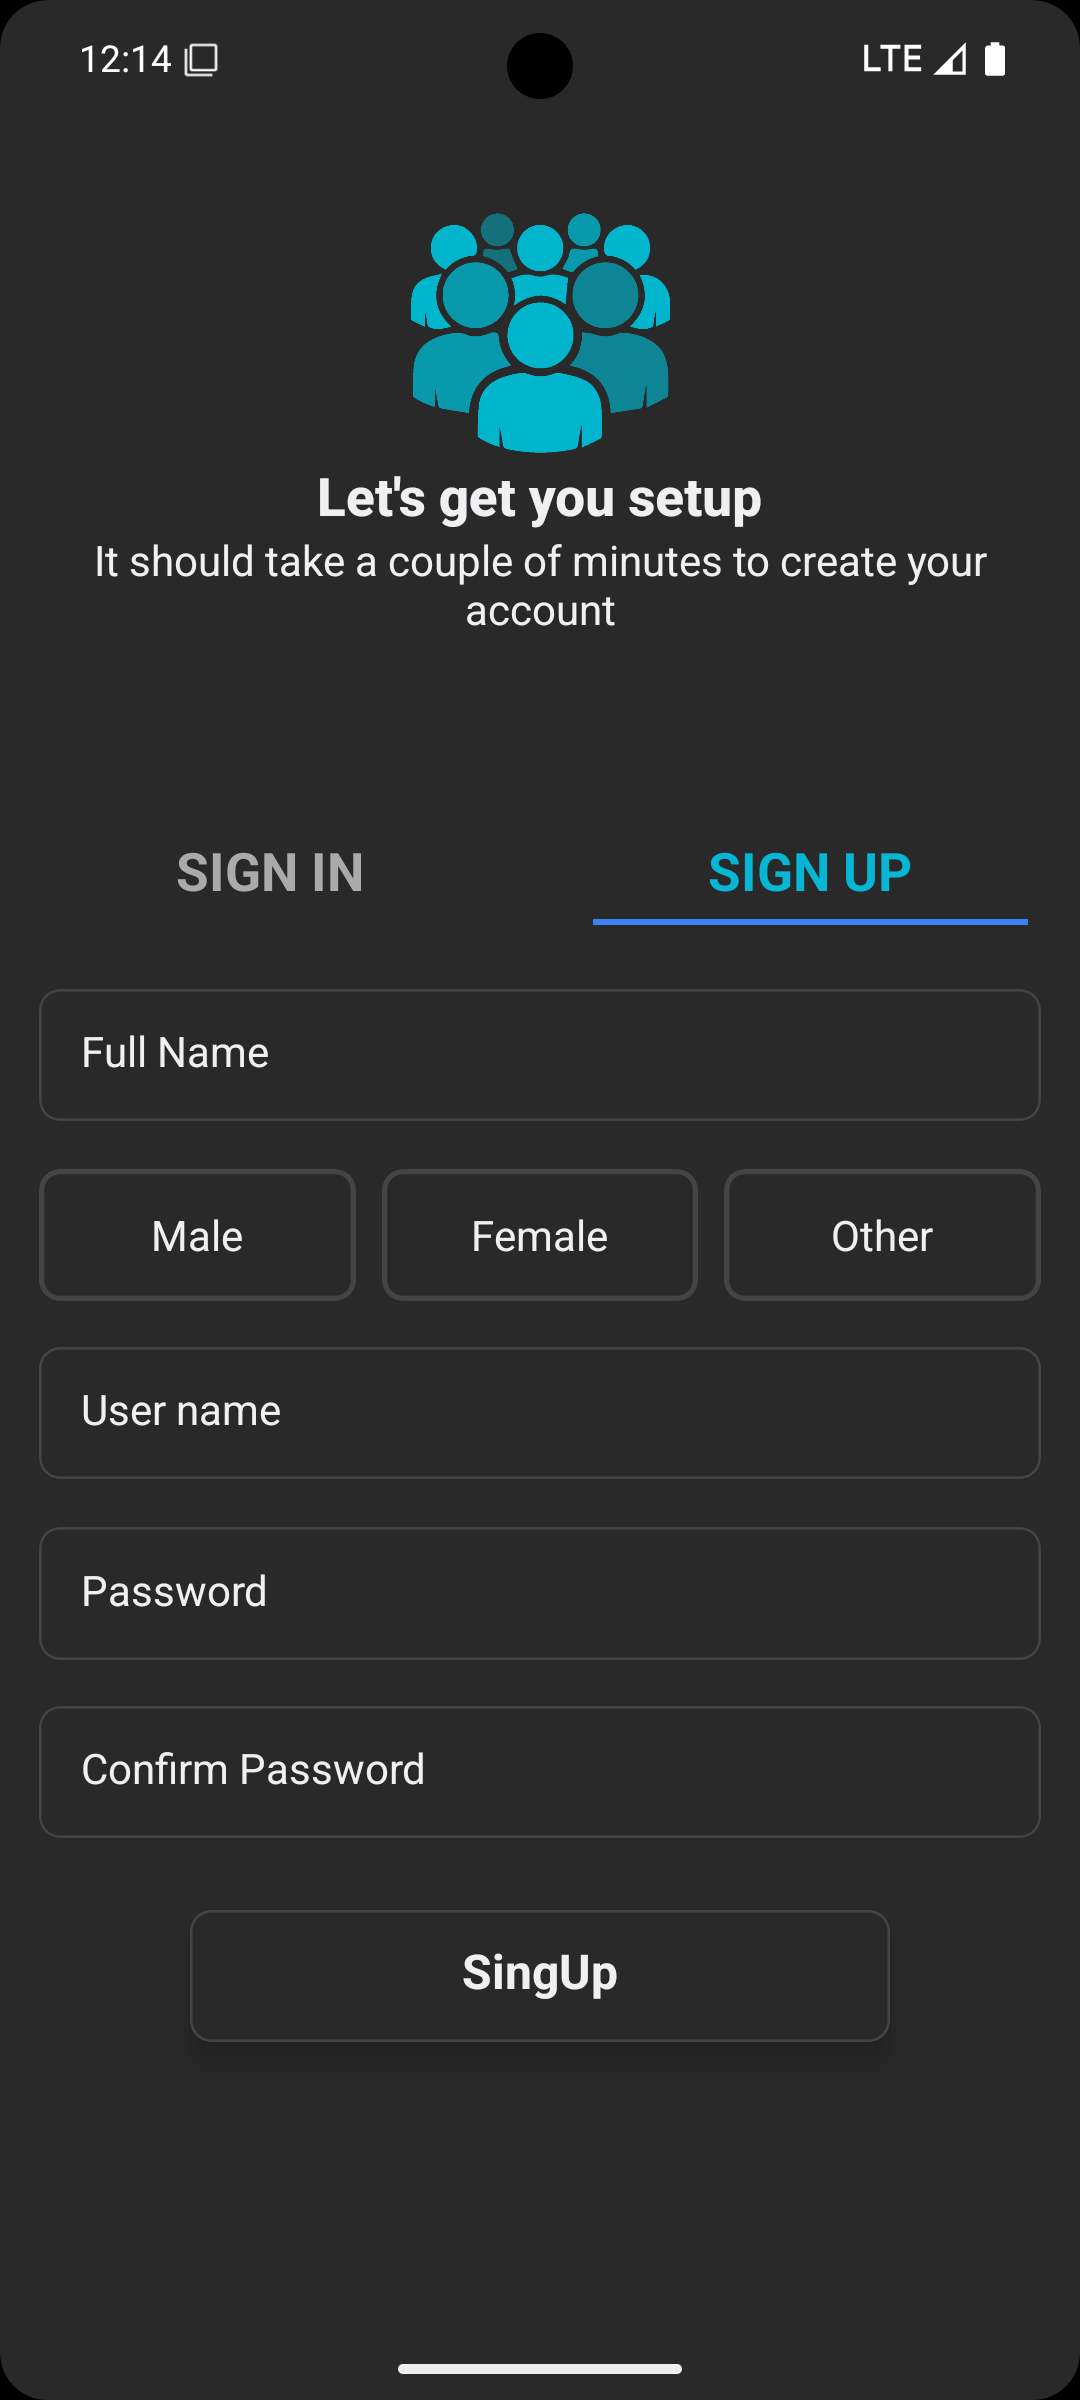 12:14
LTE
Let's get you setup
It should take a couple of minutes to create your
account
SIGN IN
SIGN UP
Full Name
Male
Female
Other
User name
Password
Confirm Password
SingUp